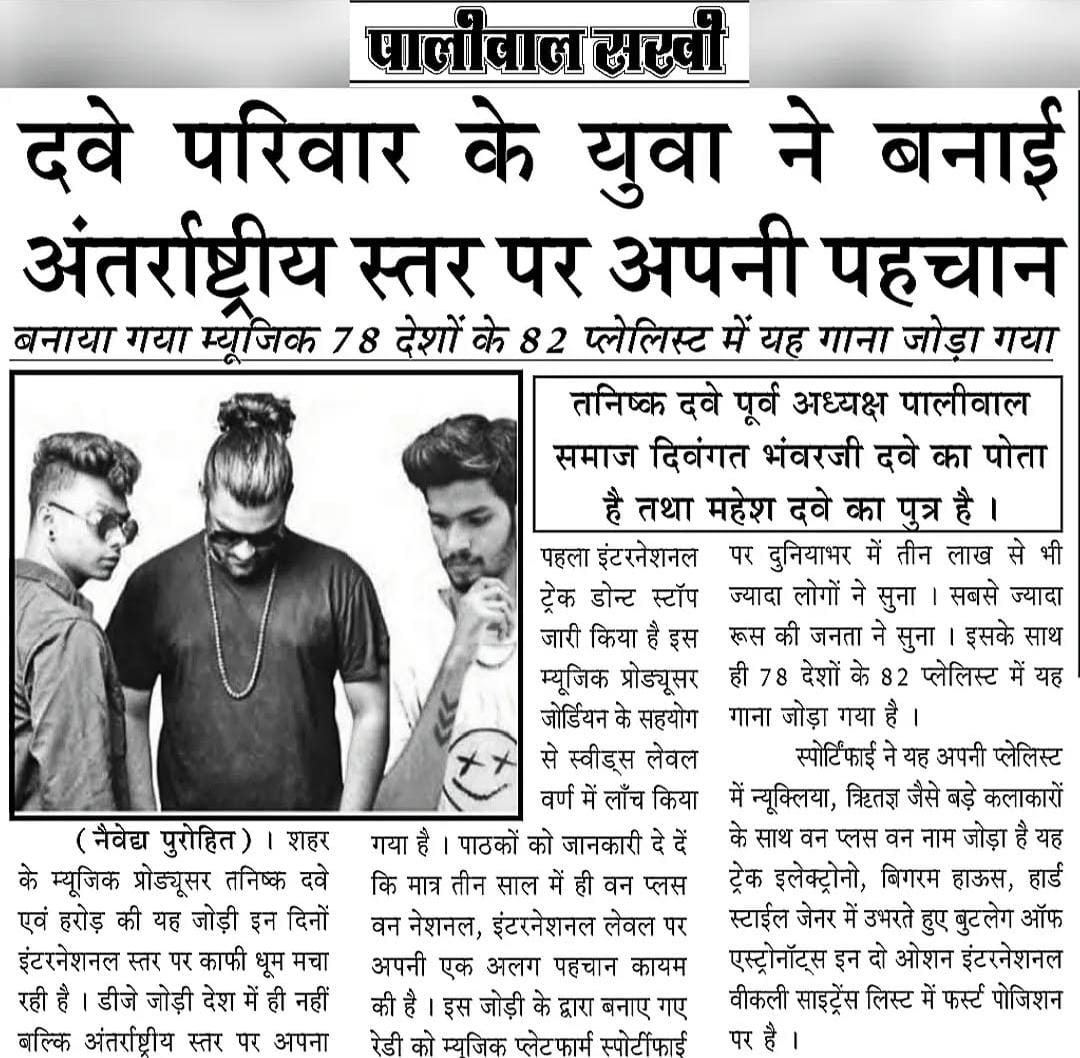 पालीवाल सखी
दवे परिवार के युवा ने बनाई
अंतर्राष्ट्रीय स्तर पर अपनी पहचान
बनाया गया म्यूजिक 78 देशों के 82 प्लेलिस्ट में यह गाना जोड़ा गया
तनिष्क दवे पूर्व अध्यक्ष पालीवाल
समाज दिवंगत भंवरजी दवे का पोता
है तथा महेश दवे का पुत्र है ।
(नैवेद्य पुरोहित) । शहर
के म्यूजिक प्रोड्यूसर तनिष्क दवे
एवं हरोड़ की यह जोड़ी इन दिनों
इंटरनेशनल स्तर पर काफी धूम मचा
रही है । डीजे जोड़ी देश में ही नहीं
बल्कि अंतर्राष्ट्रीय स्तर पर अपना
पहला इंटरनेशनल
ट्रेक डोन्ट स्टॉप
जारी किया है इस
म्यूजिक प्रोड्यूसर
जोर्डियन के सहयोग
से स्वीड्स लेवल
वर्ण में लॉंच किया
गया है । पाठकों को जानकारी दे दें
कि मात्र तीन साल में ही वन प्लस
वन नेशनल, इंटरनेशनल लेवल पर
अपनी एक अलग पहचान कायम
की है । इस जोड़ी के द्वारा बनाए गए
रेडी को म्यूजिक प्लेटफार्म स्पोर्टीफाई
पर दुनियाभर में तीन लाख से भी
ज्यादा लोगों ने सुना । सबसे ज्यादा
रूस की जनता ने सुना । इसके साथ
ही 78 देशों के 82 प्लेलिस्ट में यह
गाना जोड़ा गया है ।
स्पोर्टिफाई ने यह अपनी प्लेलिस्ट
में न्यूक्लिया, ऋितज्ञ जैसे बड़े कलाकारों
के साथ वन प्लस वन नाम जोड़ा है यह
ट्रेक इलेक्ट्रोनो, बिगरम हाऊस, हार्ड
स्टाईल जेनर में उभरते हुए बुटलेग ऑफ
एस्ट्रोनॉट्स इन दो ओशन इंटरनेशनल
वीकली साइट्रेंस लिस्ट में फर्स्ट पोजिशन
पर है ।